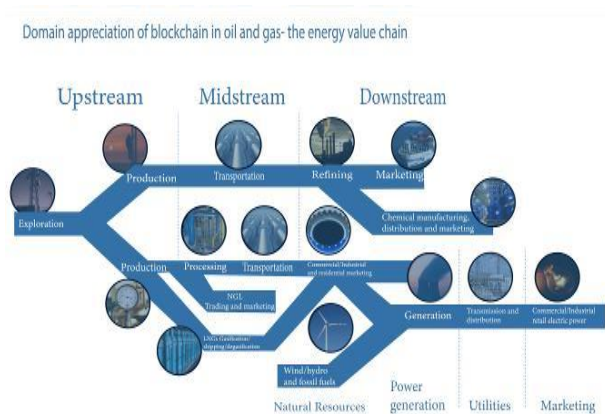 Domain appreciation of blockchain in oil and gas- the energy value chain
Upstream
Midstream
Downstream
Production
Transportation
Refining
Marketing
Exploration
Chemical manufacturing,
distribution and marketing
Production
Processing
Transportation
Commercial/Industrial
and residential marketing
NGL
Trading and marketing
Generation
Transmission and
distribution
Commercial/Industrial
retail electric power
LNGs Gasification/
shipping/degasification
Wind/hydro
and fossil fuels
Natural Resources
Power
generation
Utilities
Marketing